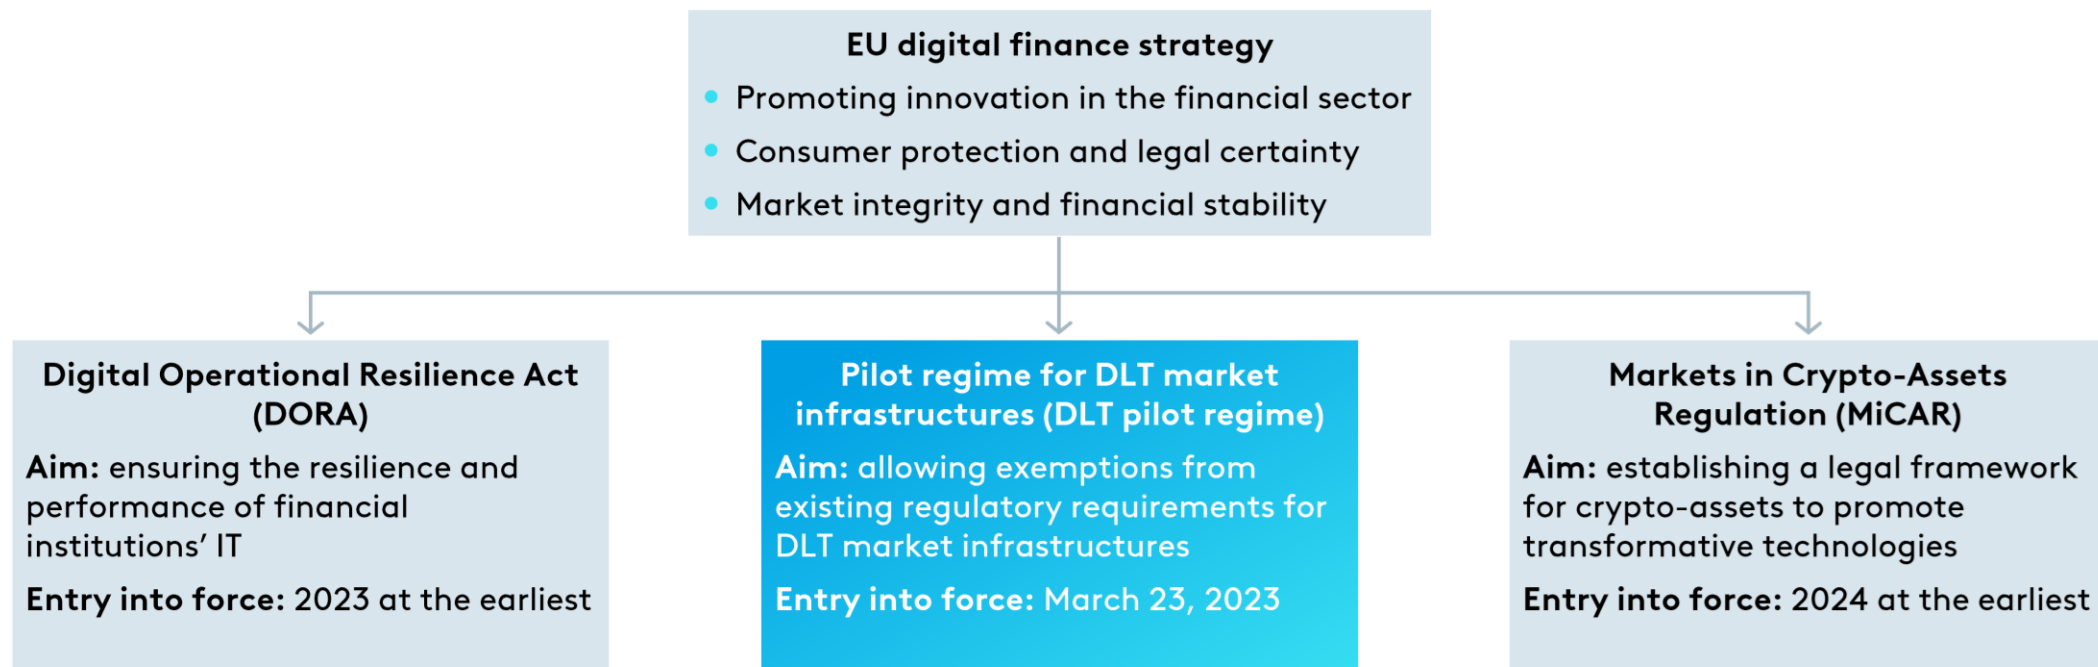 EU digital finance strategy
• Promoting innovation in the financial sector
• Consumer protection and legal certainty
• Market integrity and financial stability
Digital Operational Resilience Act
(DORA)
Aim: ensuring the resilience and
performance of financial
institutions’ IT
Entry into force: 2023 at the earliest
Pilot regime for DLT market
infrastructures (DLT pilot regime)
Aim: allowing exemptions from
existing regulatory requirements for
DLT market infrastructures
Entry into force: March 23, 2023
Markets in Crypto-Assets
Regulation (MiCAR)
Aim: establishing a legal framework
for crypto-assets to promote
transformative technologies
Entry into force: 2024 at the earliest